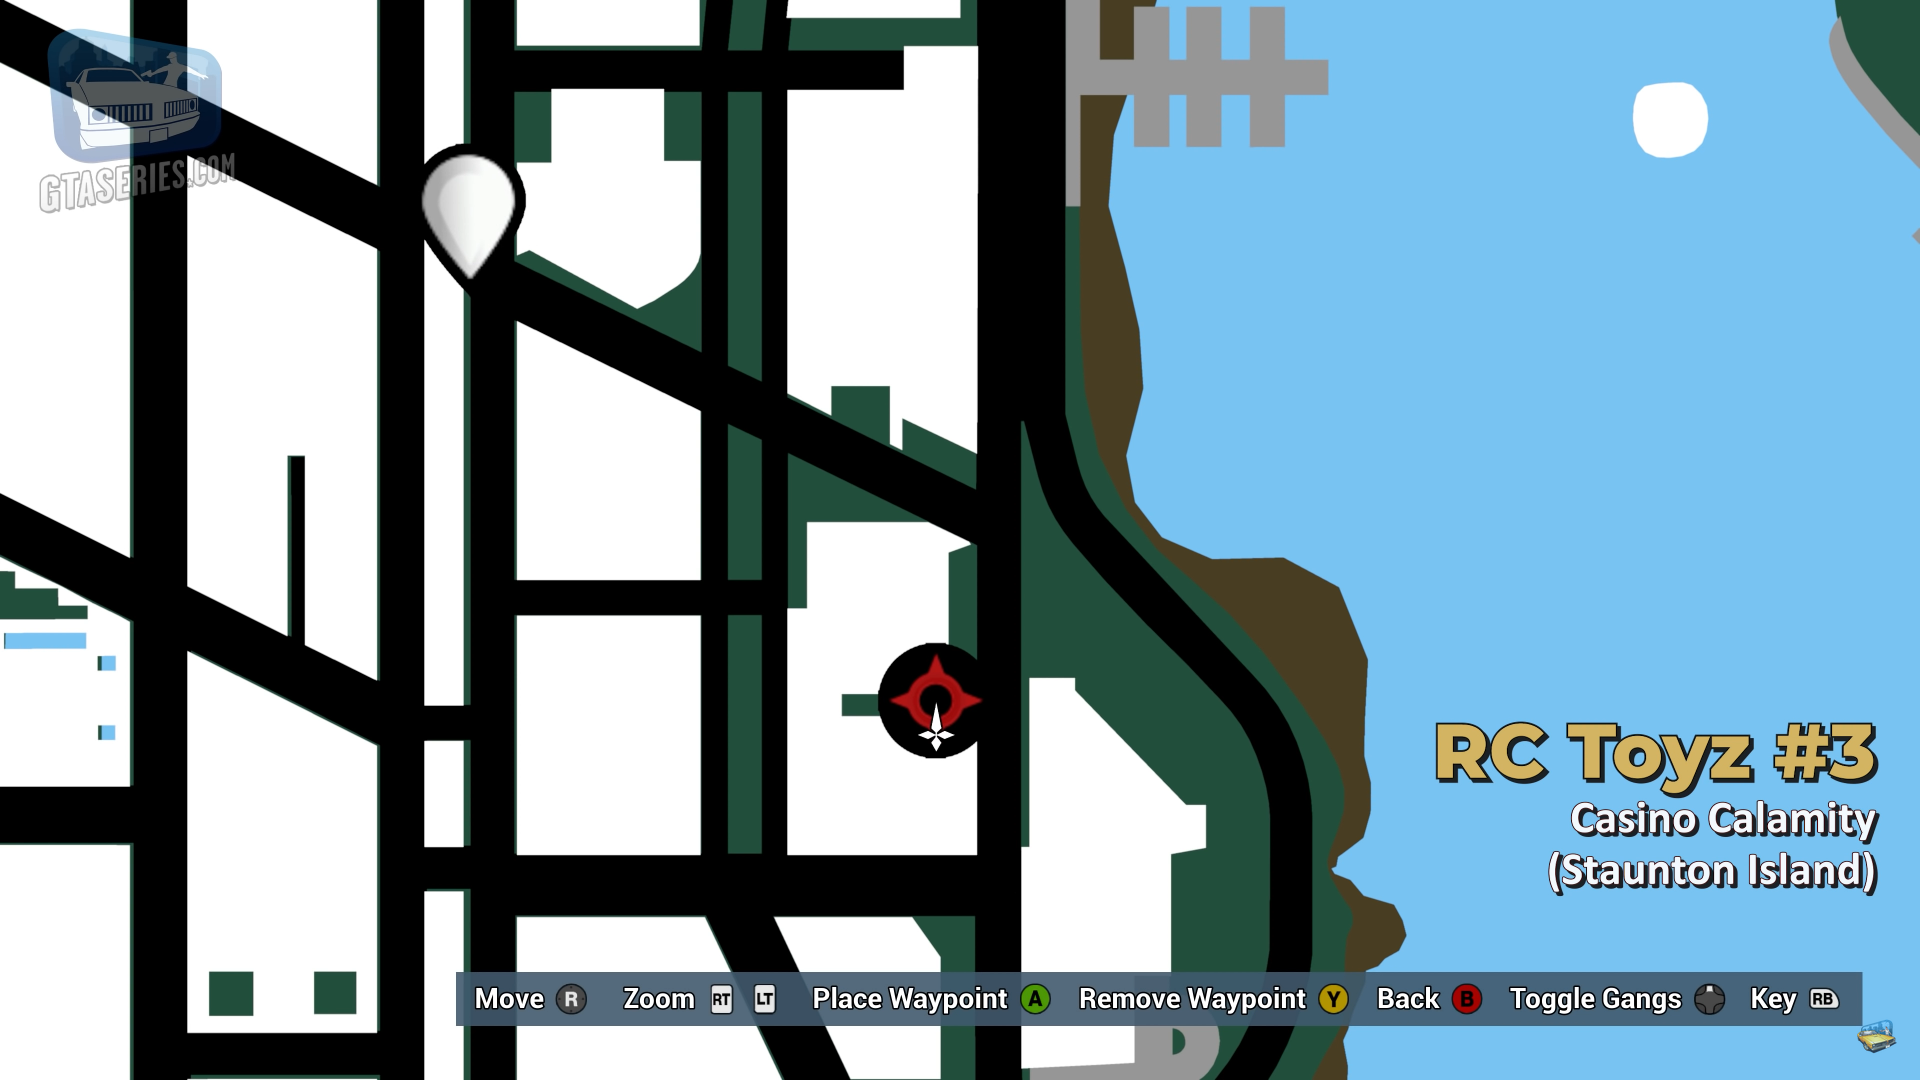 GTASERIES.COM
RC Toyz #3
Casino Calamity
(Staunton Island)
Move R Zoom RT LT Place Waypoint A Remove Waypoint Y Back B Toggle Gangs Key RB